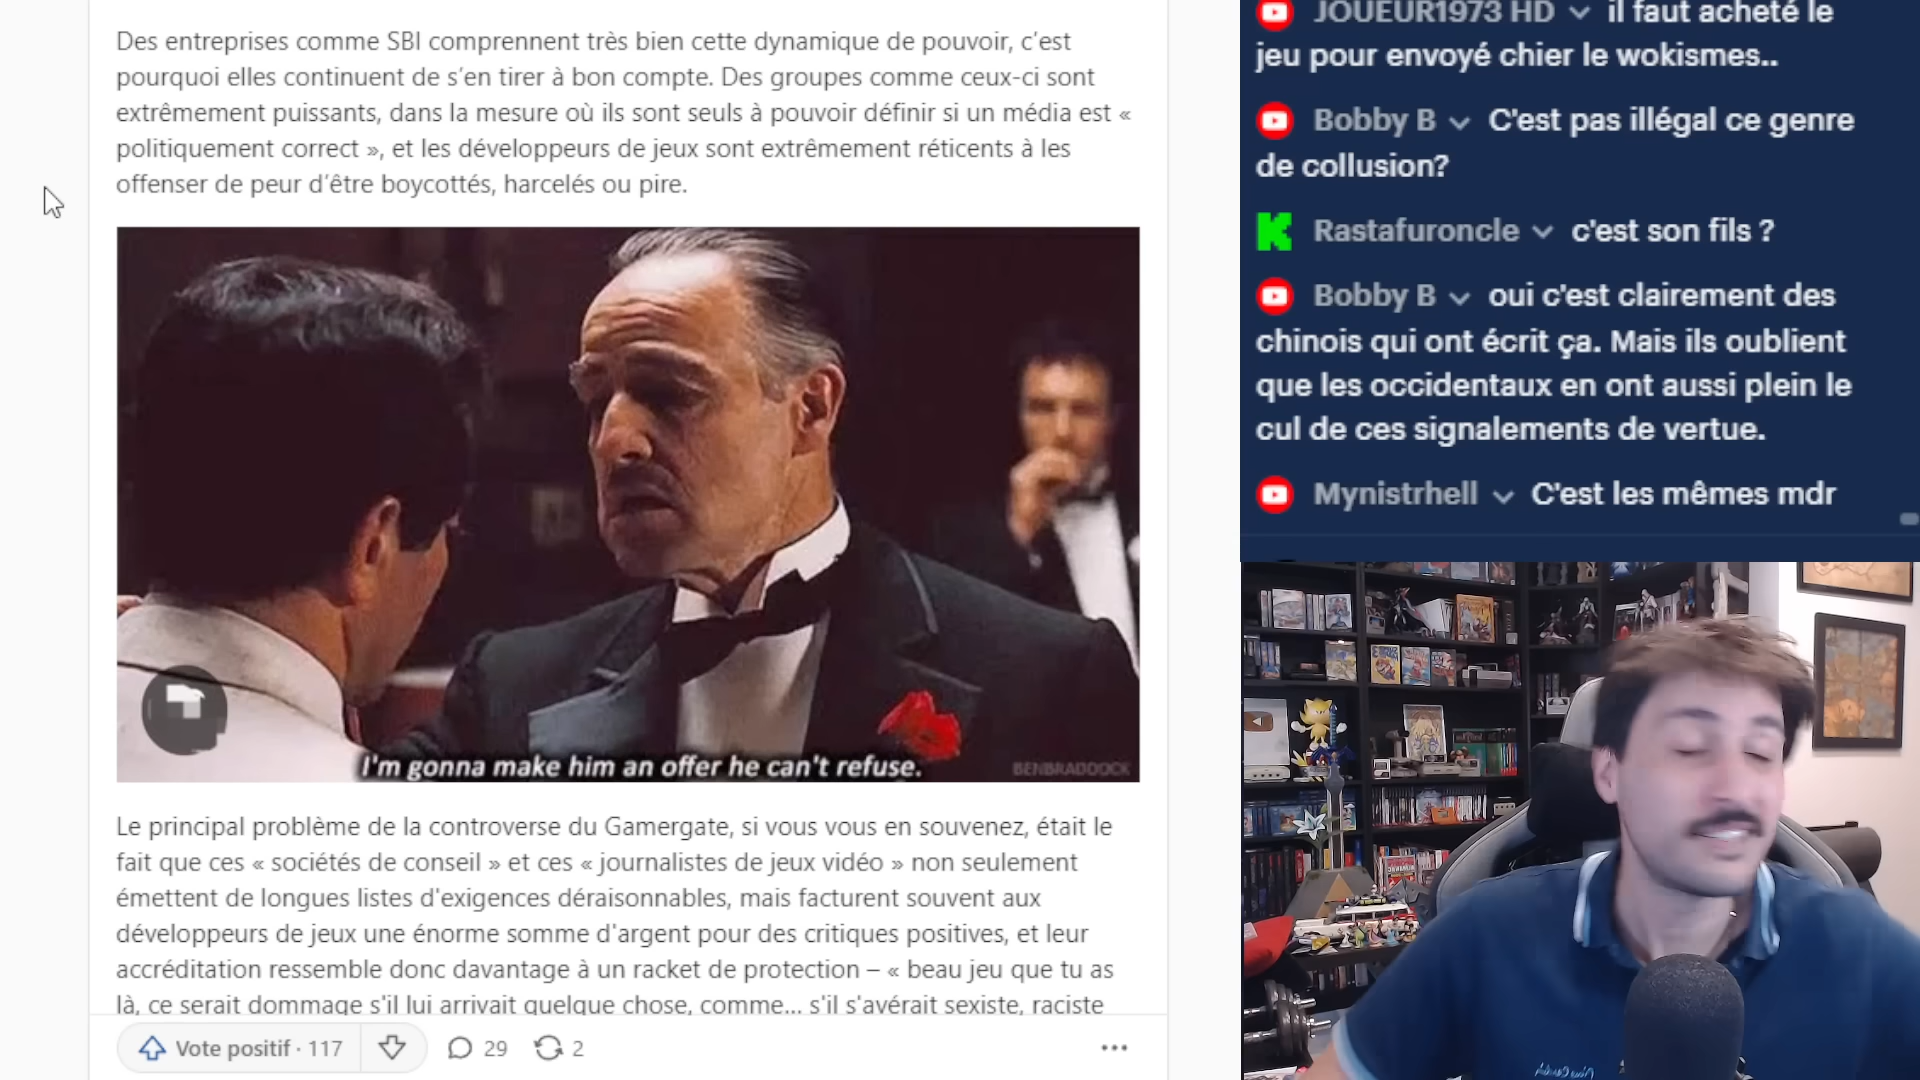 Des entreprises comme SBI comprennent très bien cette dynamique de pouvoir, c’est
pourquoi elles continuent de s’en tirer à bon compte. Des groupes comme ceux-ci sont
extrêmement puissants, dans la mesure où ils sont seuls à pouvoir définir si un média est «
politiquement correct », et les développeurs de jeux sont extrêmement réticents à les
offenser de peur d’être boycottés, harcelés ou pire.
I'm gonna make him an offer he can't refuse.
BENBRADDOCK
Le principal problème de la controverse du Gamergate, si vous vous en souvenez, était le
fait que ces « sociétés de conseil » et ces « journalistes de jeux vidéo » non seulement
émettent de longues listes d'exigences déraisonnables, mais facturent souvent aux
développeurs de jeux une énorme somme d'argent pour des critiques positives, et leur
accréditation ressemble donc davantage à un racket de protection – « beau jeu que tu as
là, ce serait dommage s'il lui arrivait quelque chose, comme... s'il s'avérait sexiste, raciste
Vote positif · 117
29
2
JOUEUR1973 HD il faut acheté le
jeu pour envoyé chier le wokismes..
Bobby B C'est pas illégal ce genre
de collusion?
Rastafuroncle c'est son fils ?
Bobby B oui c'est clairement des
chinois qui ont écrit ça. Mais ils oublient
que les occidentaux en ont aussi plein le
cul de ces signalements de vertue.
Mynistrhell C'est les mêmes mdr